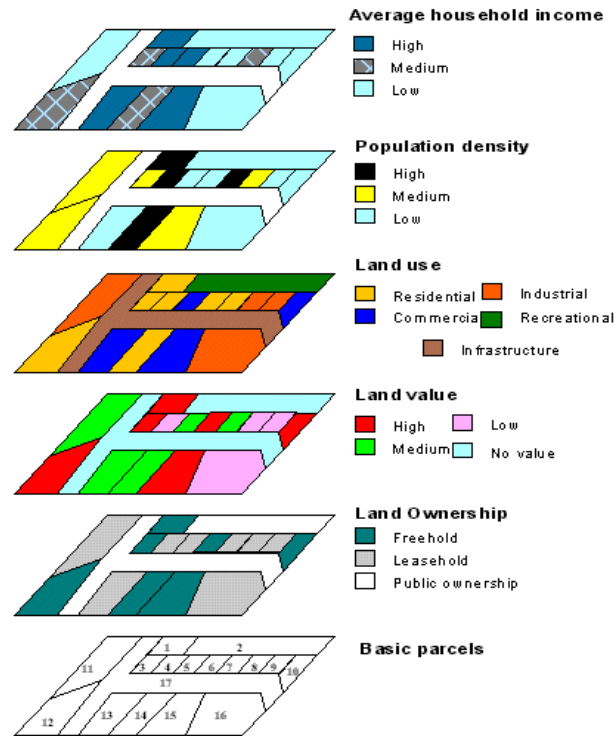 Average household income
High
Medium
Low
Population density
High
Medium
Low
Land use
Residential Industrial
Commercia Recreational
Infrastructure
Land value
High Low
Medium No value
Land Ownership
Freehold
Leasehold
Public ownership
Basic parcels
1 2
11 3 4 5 6 7 8 9 10
17
12 13 14 15 16